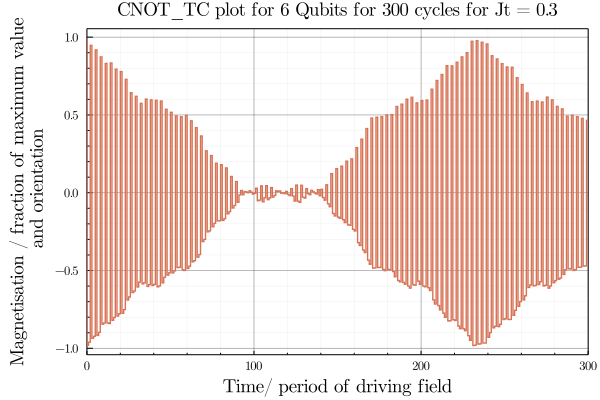 CNOT_TC plot for 6 Qubits for 300 cycles for Jt = 0.3
Magnetisation / fraction of maximum value
and orientation
1.0
0.5
0.0
−0.5
−1.0
0 100 200 300
Time/ period of driving field